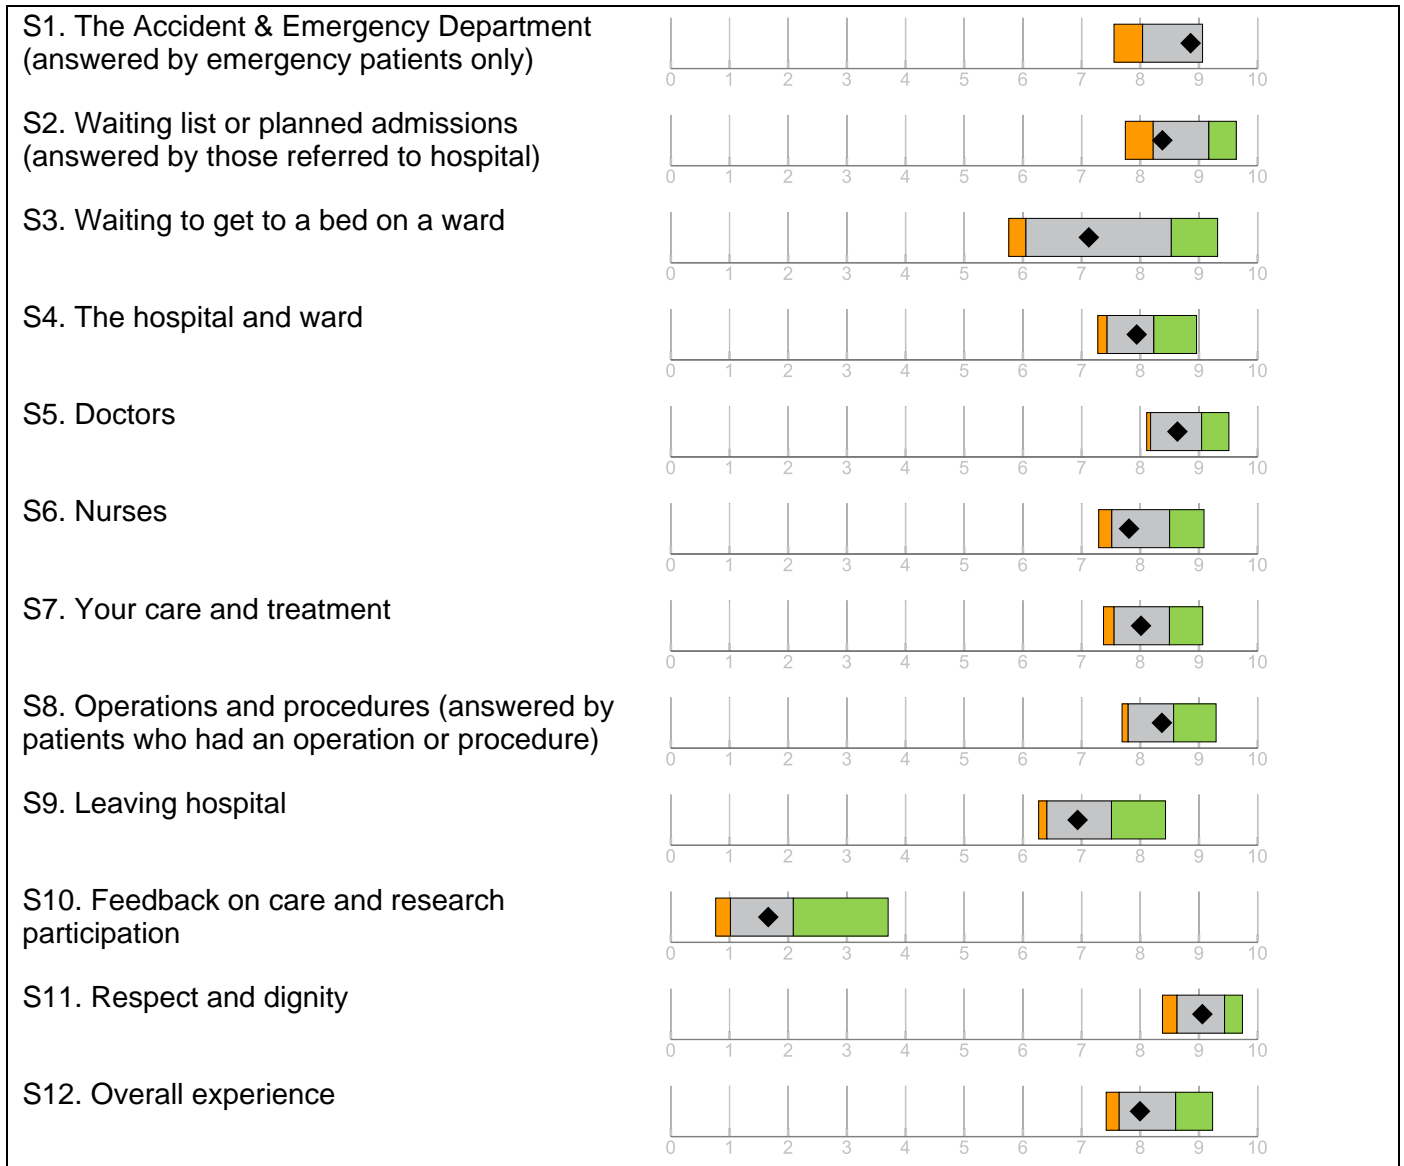 S1. The Accident & Emergency Department
(answered by emergency patients only)
0 1 2 3 4 5 6 7 8 9 10
S2. Waiting list or planned admissions
(answered by those referred to hospital)
0 1 2 3 4 5 6 7 8 9 10
S3. Waiting to get to a bed on a ward
0 1 2 3 4 5 6 7 8 9 10
S4. The hospital and ward
0 1 2 3 4 5 6 7 8 9 10
S5. Doctors
0 1 2 3 4 5 6 7 8 9 10
S6. Nurses
0 1 2 3 4 5 6 7 8 9 10
S7. Your care and treatment
0 1 2 3 4 5 6 7 8 9 10
S8. Operations and procedures (answered by
patients who had an operation or procedure)
0 1 2 3 4 5 6 7 8 9 10
S9. Leaving hospital
0 1 2 3 4 5 6 7 8 9 10
S10. Feedback on care and research
participation
0 1 2 3 4 5 6 7 8 9 10
S11. Respect and dignity
0 1 2 3 4 5 6 7 8 9 10
S12. Overall experience
0 1 2 3 4 5 6 7 8 9 10